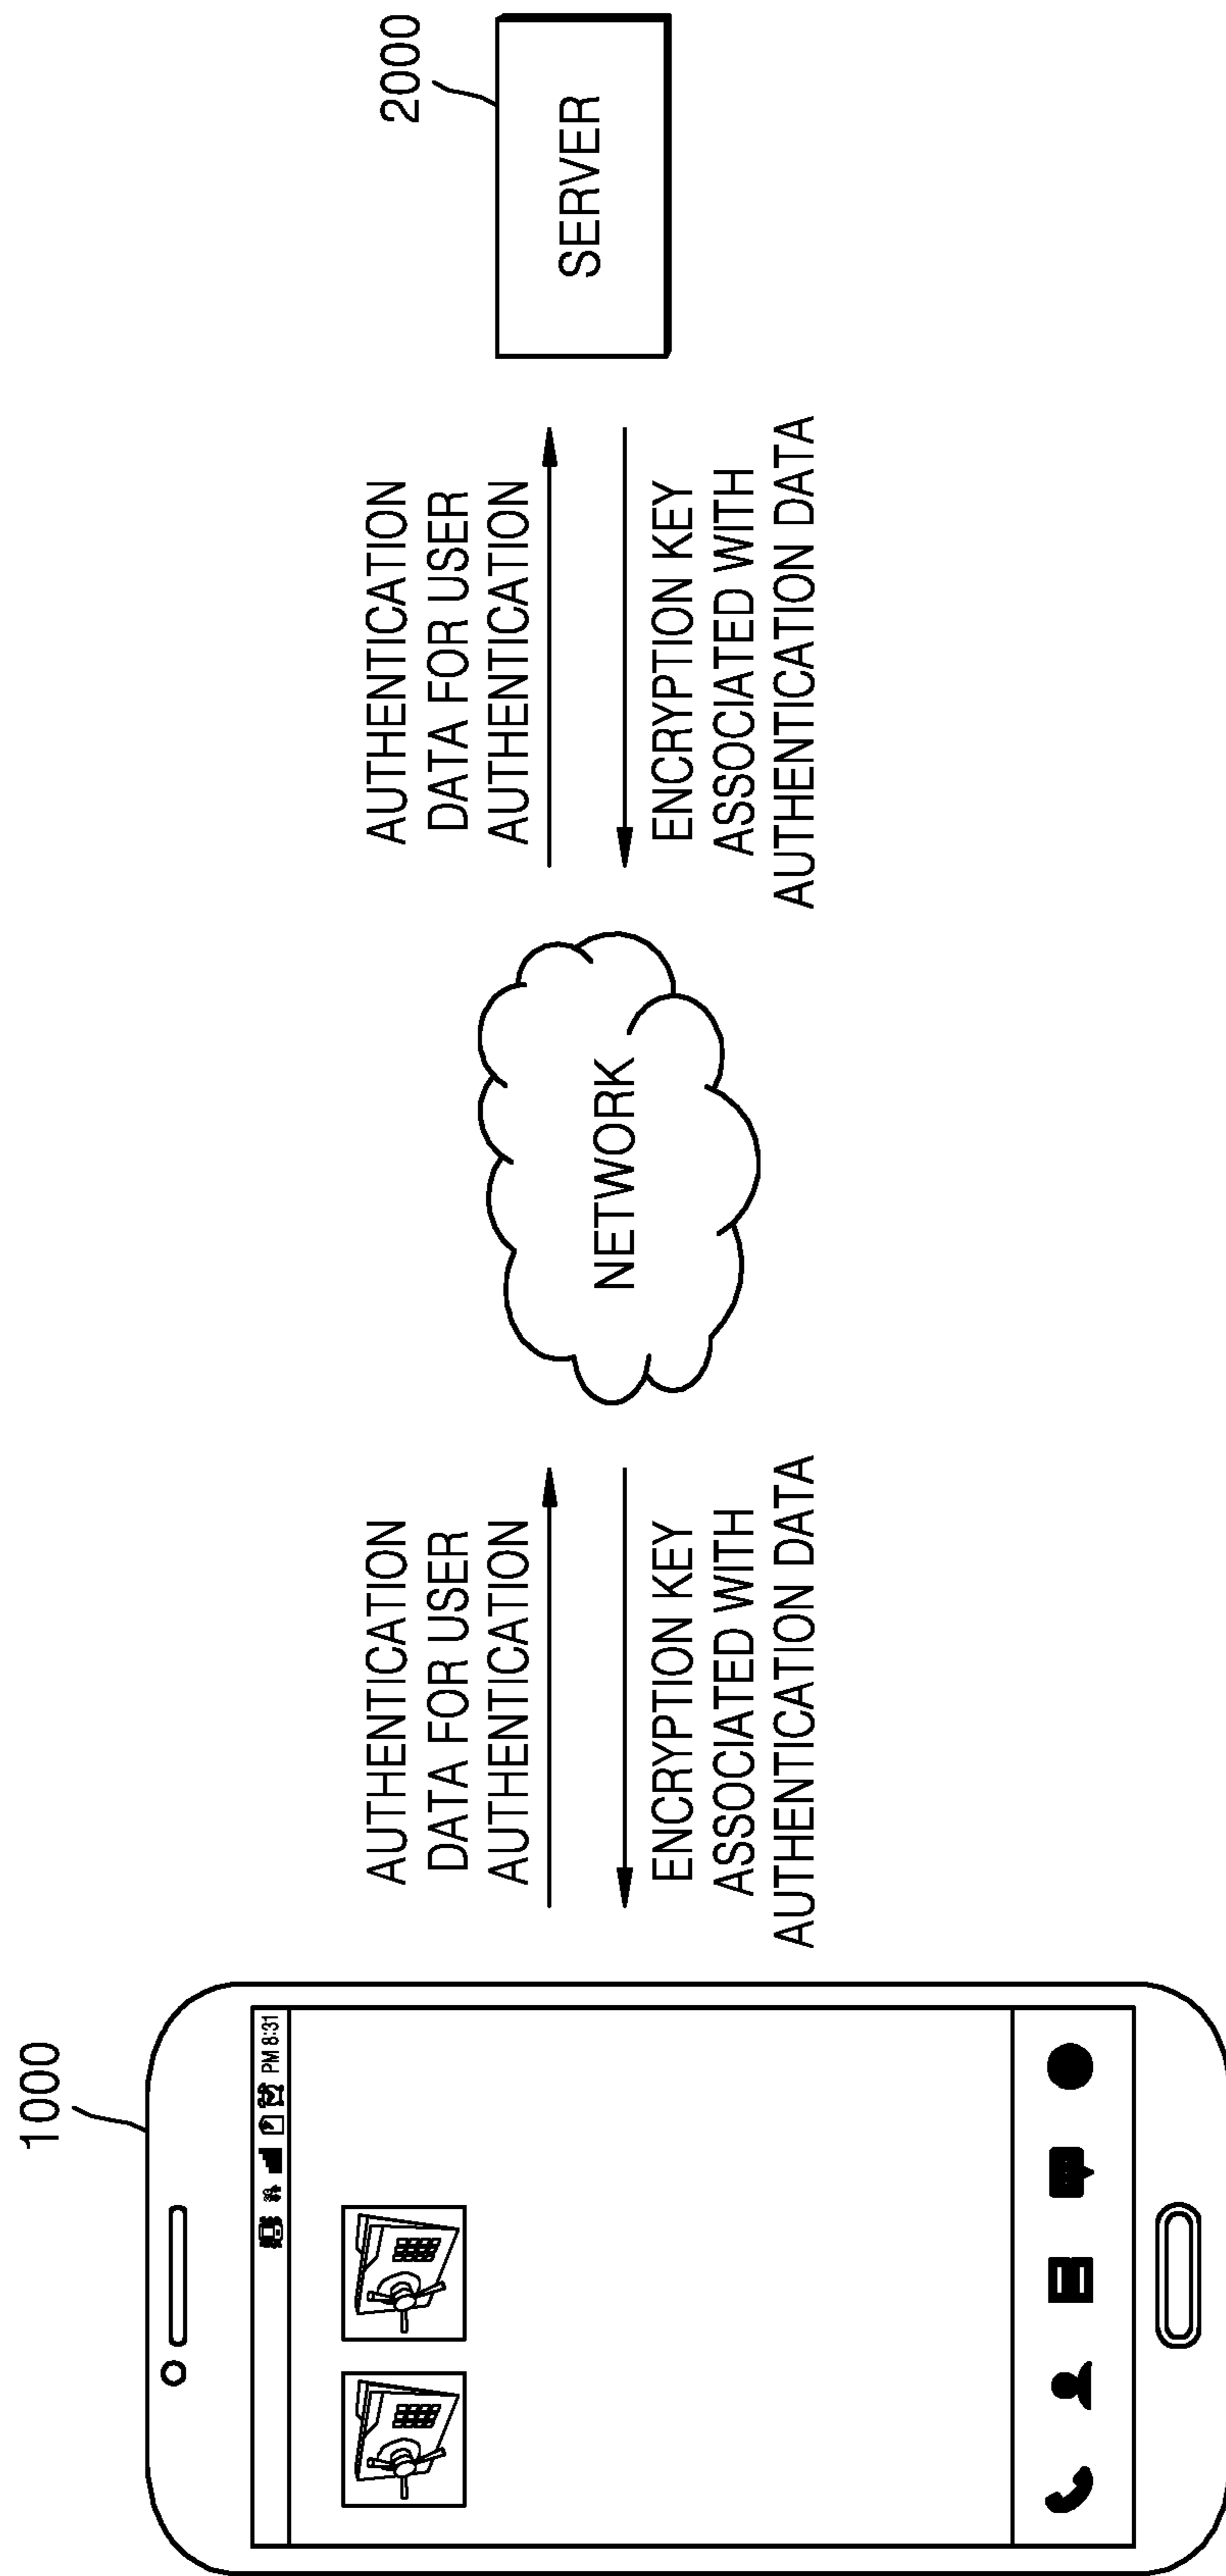 1000
3G
PM 8:31
AUTHENTICATION
DATA FOR USER
AUTHENTICATION
ENCRYPTION KEY
ASSOCIATED WITH
AUTHENTICATION DATA
NETWORK
AUTHENTICATION
DATA FOR USER
AUTHENTICATION
ENCRYPTION KEY
ASSOCIATED WITH
AUTHENTICATION DATA
2000
SERVER